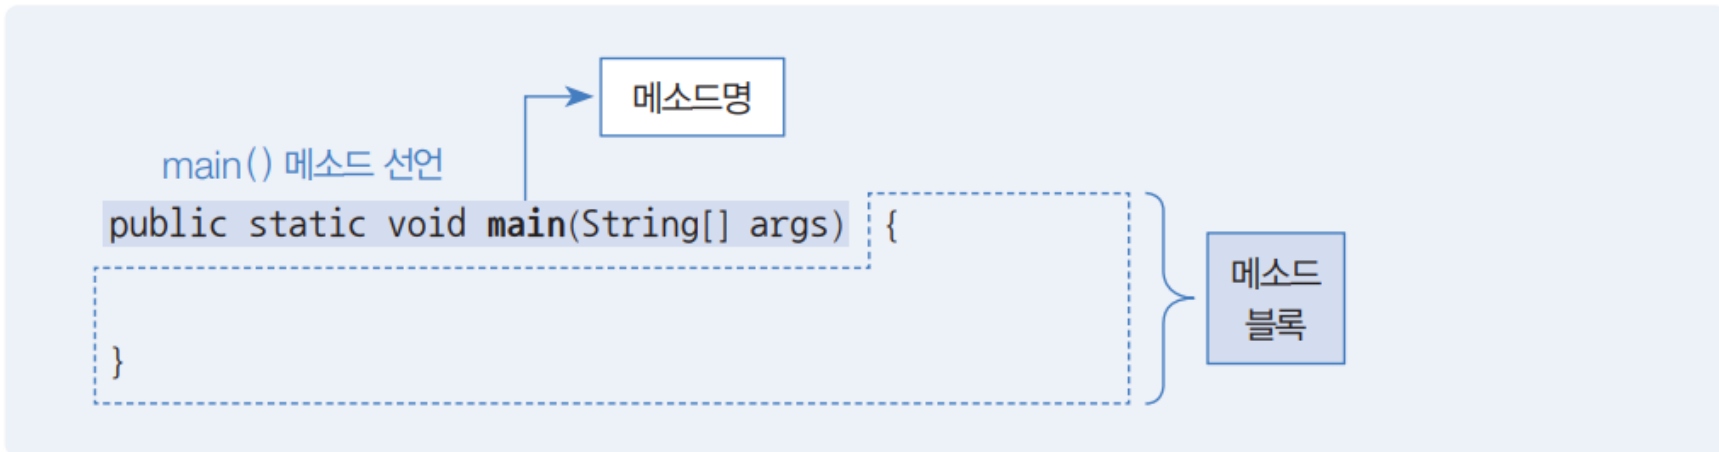 메소드명
main() 메소드 선언
public static void main(String[] args) {
메소드
블록
}